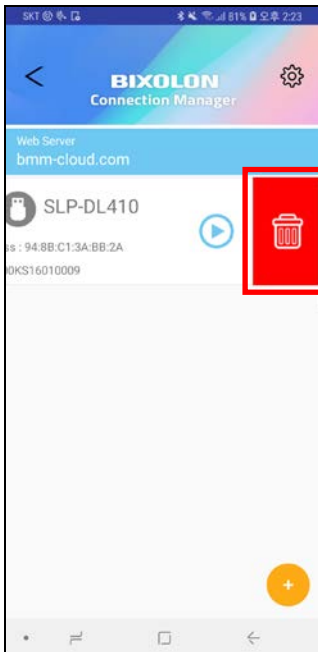 SKT
81% 오후 2:23
BIXOLON
Connection Manager
Web Server
bmm-cloud.com
SLP-DL410
ss : 94:8B:C1:3A:BB:2A
00KS16010009
+